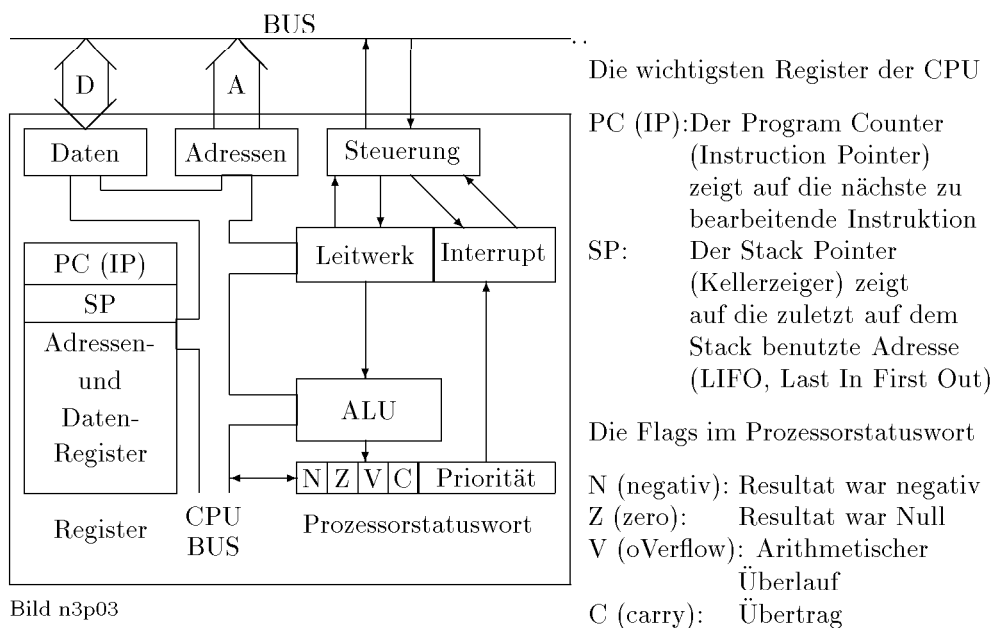 BUS
D
A
Daten
Adressen
Steuerung
PC (IP)
SP
Adressen-
und
Daten-
Register
Leitwerk
Interrupt
ALU
N Z V C Priorität
Register
CPU
BUS
Prozessorstatuswort
Bild n3p03
Die wichtigsten Register der CPU
PC (IP): Der Program Counter
(Instruction Pointer)
zeigt auf die nächste zu
bearbeitende Instruktion
SP: Der Stack Pointer
(Kellerzeiger) zeigt
auf die zuletzt auf dem
Stack benutzte Adresse
(LIFO, Last In First Out)
Die Flags im Prozessorstatuswort
N (negativ): Resultat war negativ
Z (zero): Resultat war Null
V (oVerflow): Arithmetischer
Überlauf
C (carry): Übertrag